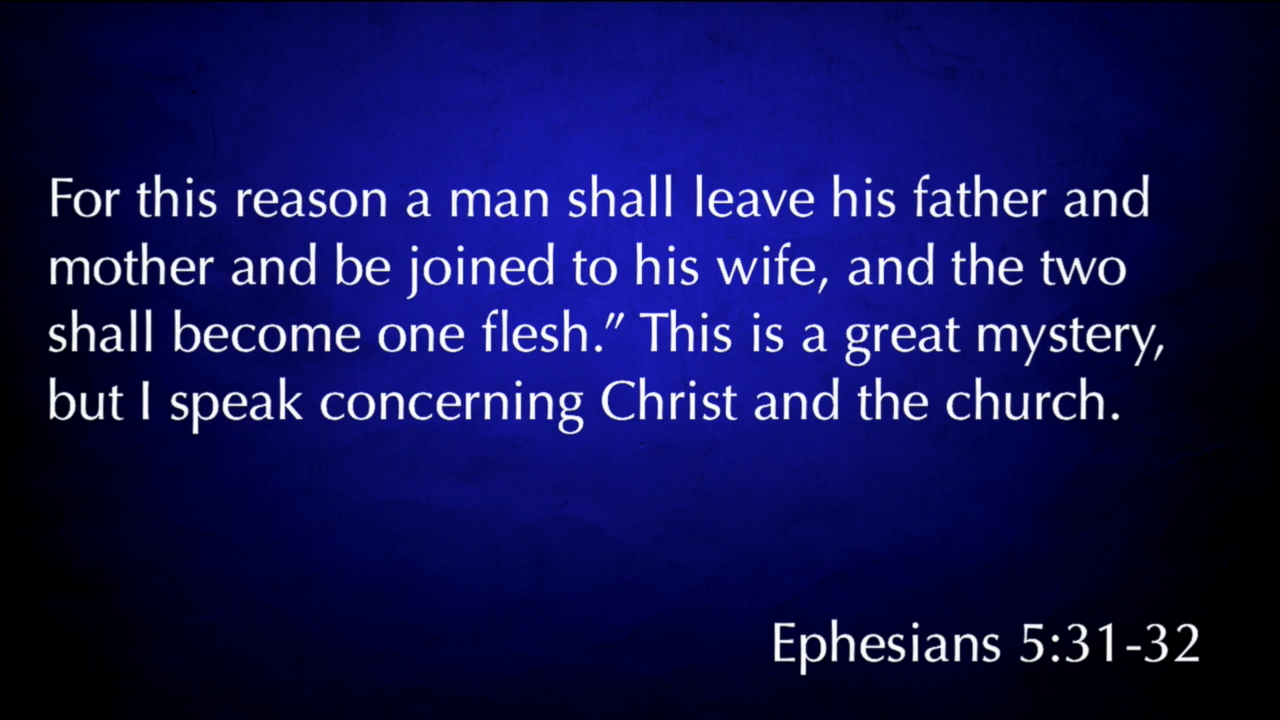 For this reason a man shall leave his father and
mother and be joined to his wife, and the two
shall become one flesh.” This is a great mystery,
but I speak concerning Christ and the church.
Ephesians 5:31-32